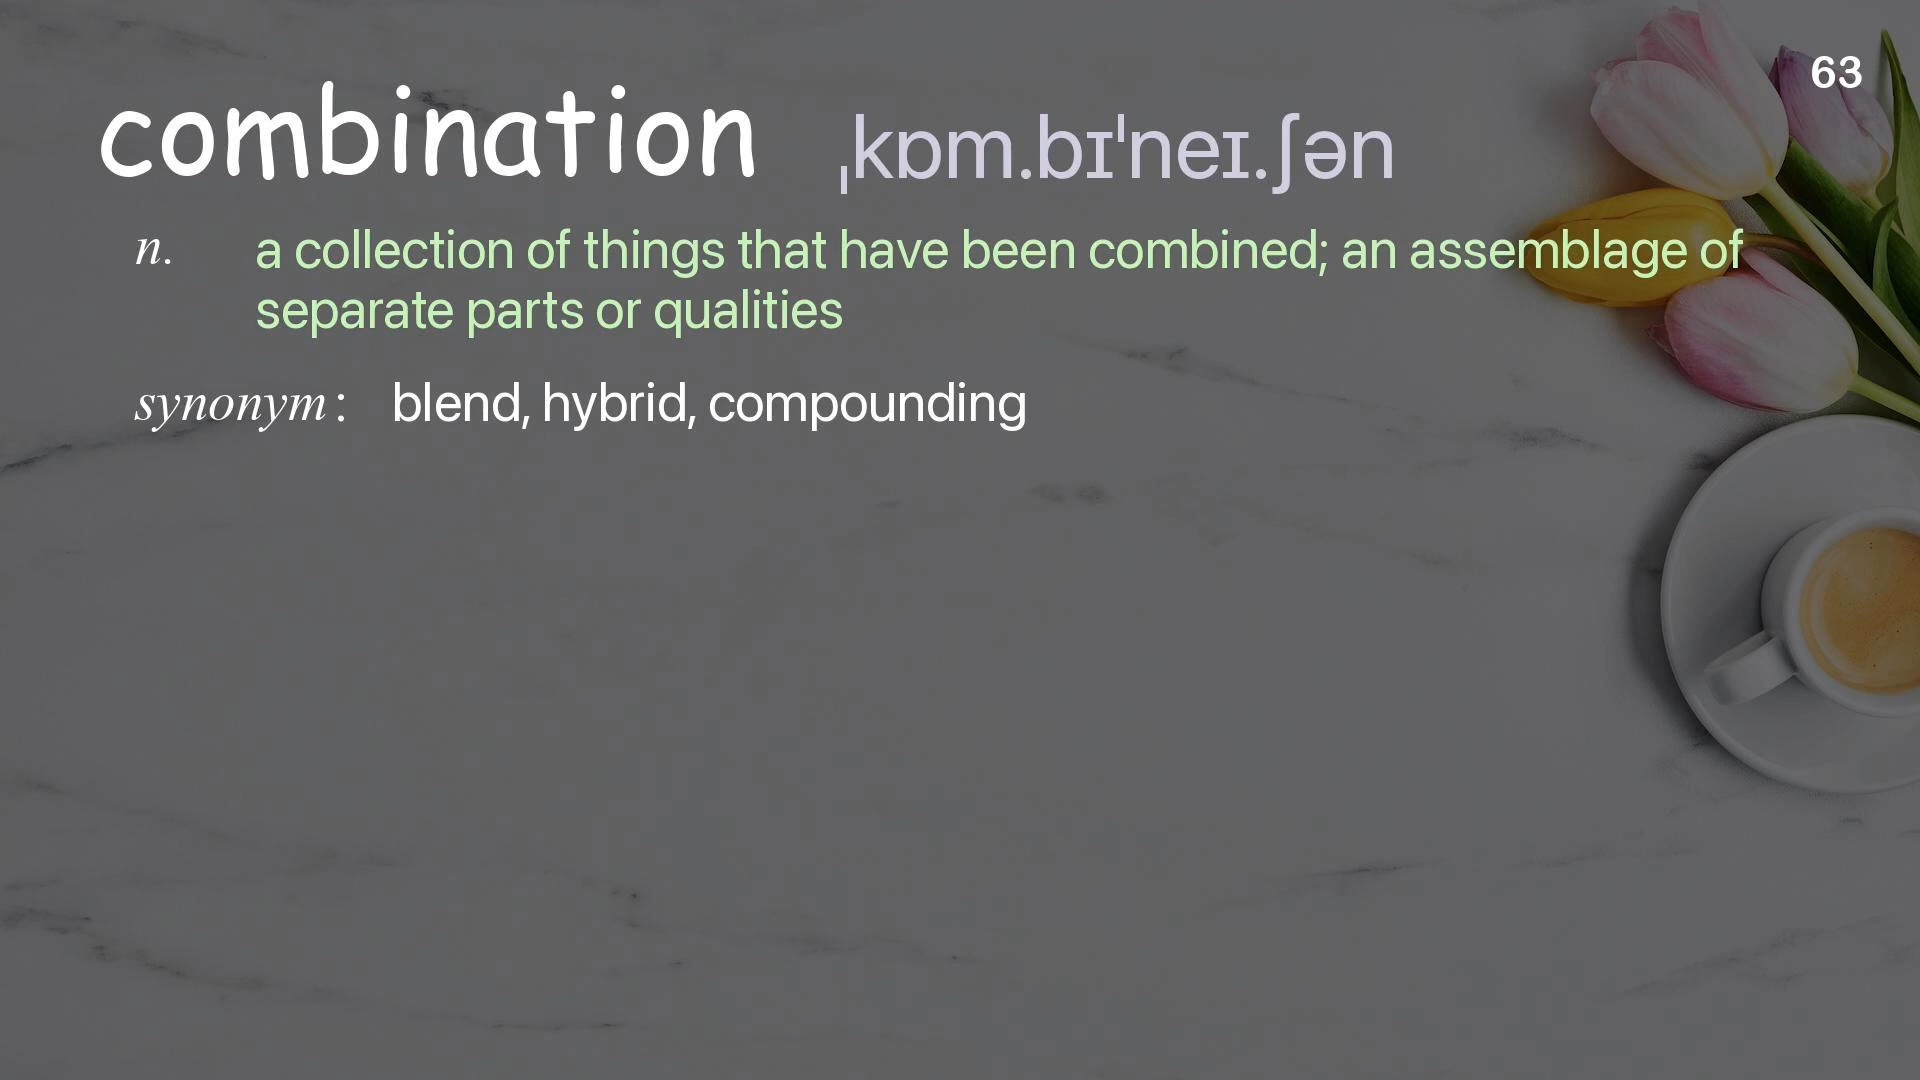 63
combination ˌkɒm.bɪˈneɪ.ʃən
n. a collection of things that have been combined; an assemblage of
separate parts or qualities
synonym: blend, hybrid, compounding